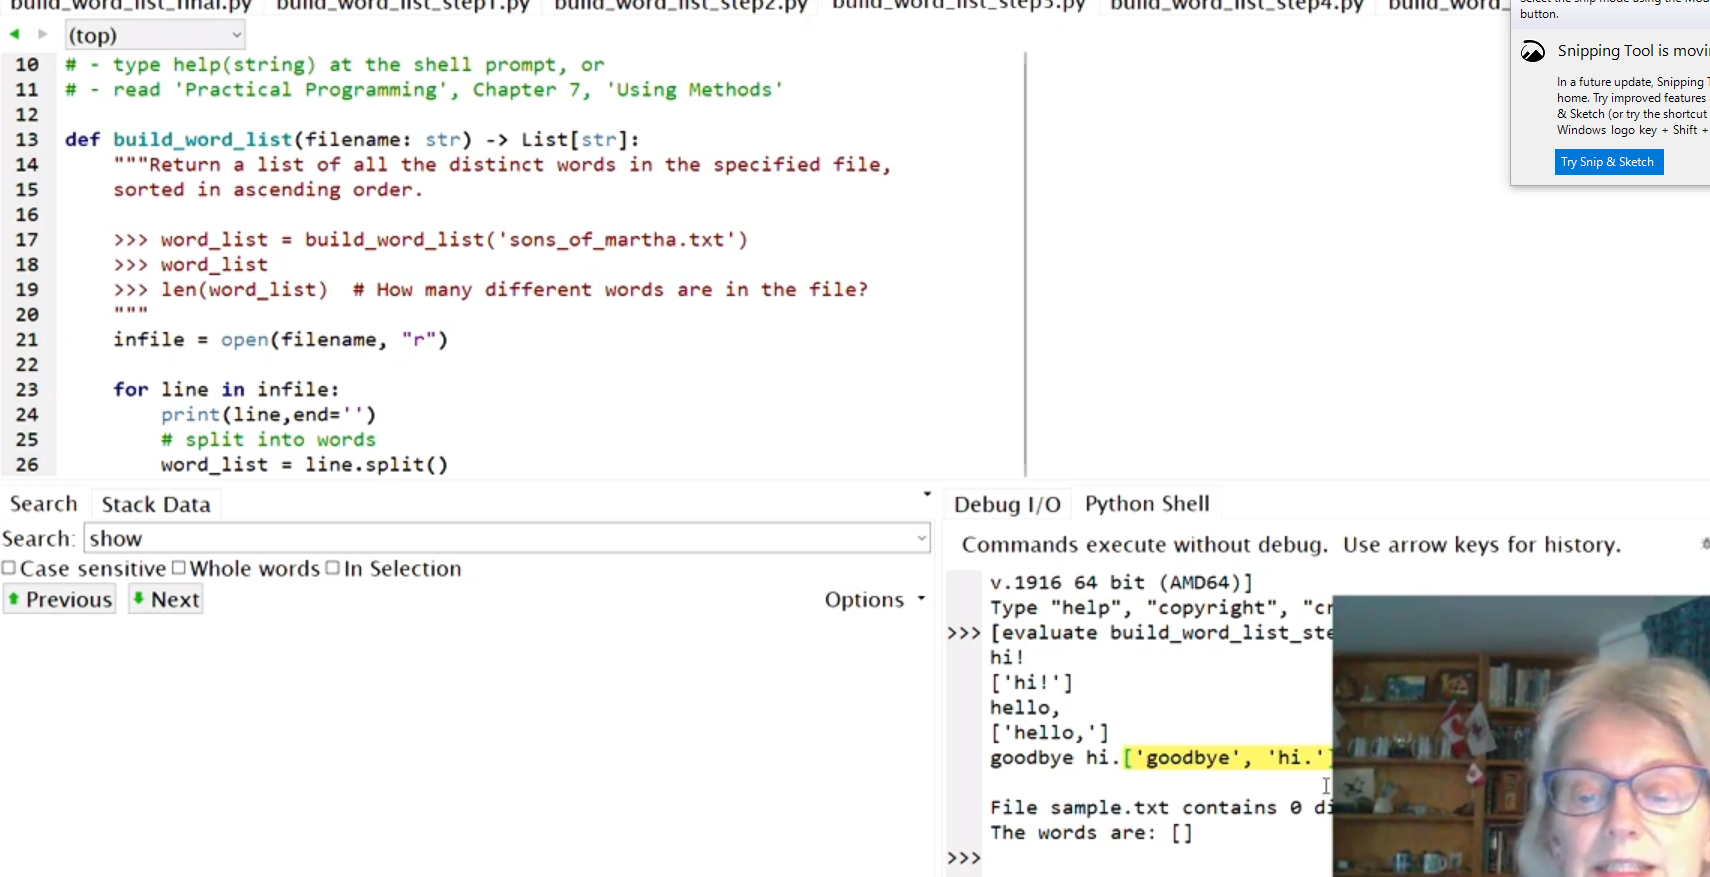 build_word_list_final.py build_word_list_step1.py build_word_list_step2.py build_word_list_step3.py build_word_list_step4.py build_word_
(top)
10 # - type help(string) at the shell prompt, or
11 # - read 'Practical Programming', Chapter 7, 'Using Methods'
12
13 def build_word_list(filename: str) -> List[str]:
14 """Return a list of all the distinct words in the specified file,
15 sorted in ascending order.
16
17 >>> word_list = build_word_list('sons_of_martha.txt')
18 >>> word_list
19 >>> len(word_list)  # How many different words are in the file?
20 """
21 infile = open(filename, "r")
22
23 for line in infile:
24 print(line,end='')
25 # split into words
26 word_list = line.split()
button.
Snipping Tool is movi
In a future update, Snipping T
home. Try improved features
& Sketch (or try the shortcut
Windows logo key + Shift +
Try Snip & Sketch
Search Stack Data
Search: show
Case sensitive Whole words In Selection
Previous Next Options
Debug I/O Python Shell
Commands execute without debug. Use arrow keys for history.
v.1916 64 bit (AMD64)]
Type "help", "copyright", "cr
>>> [evaluate build_word_list_ste
hi!
['hi!']
hello,
['hello,']
goodbye hi.['goodbye', 'hi.']
File sample.txt contains 0 di
The words are: []
>>>